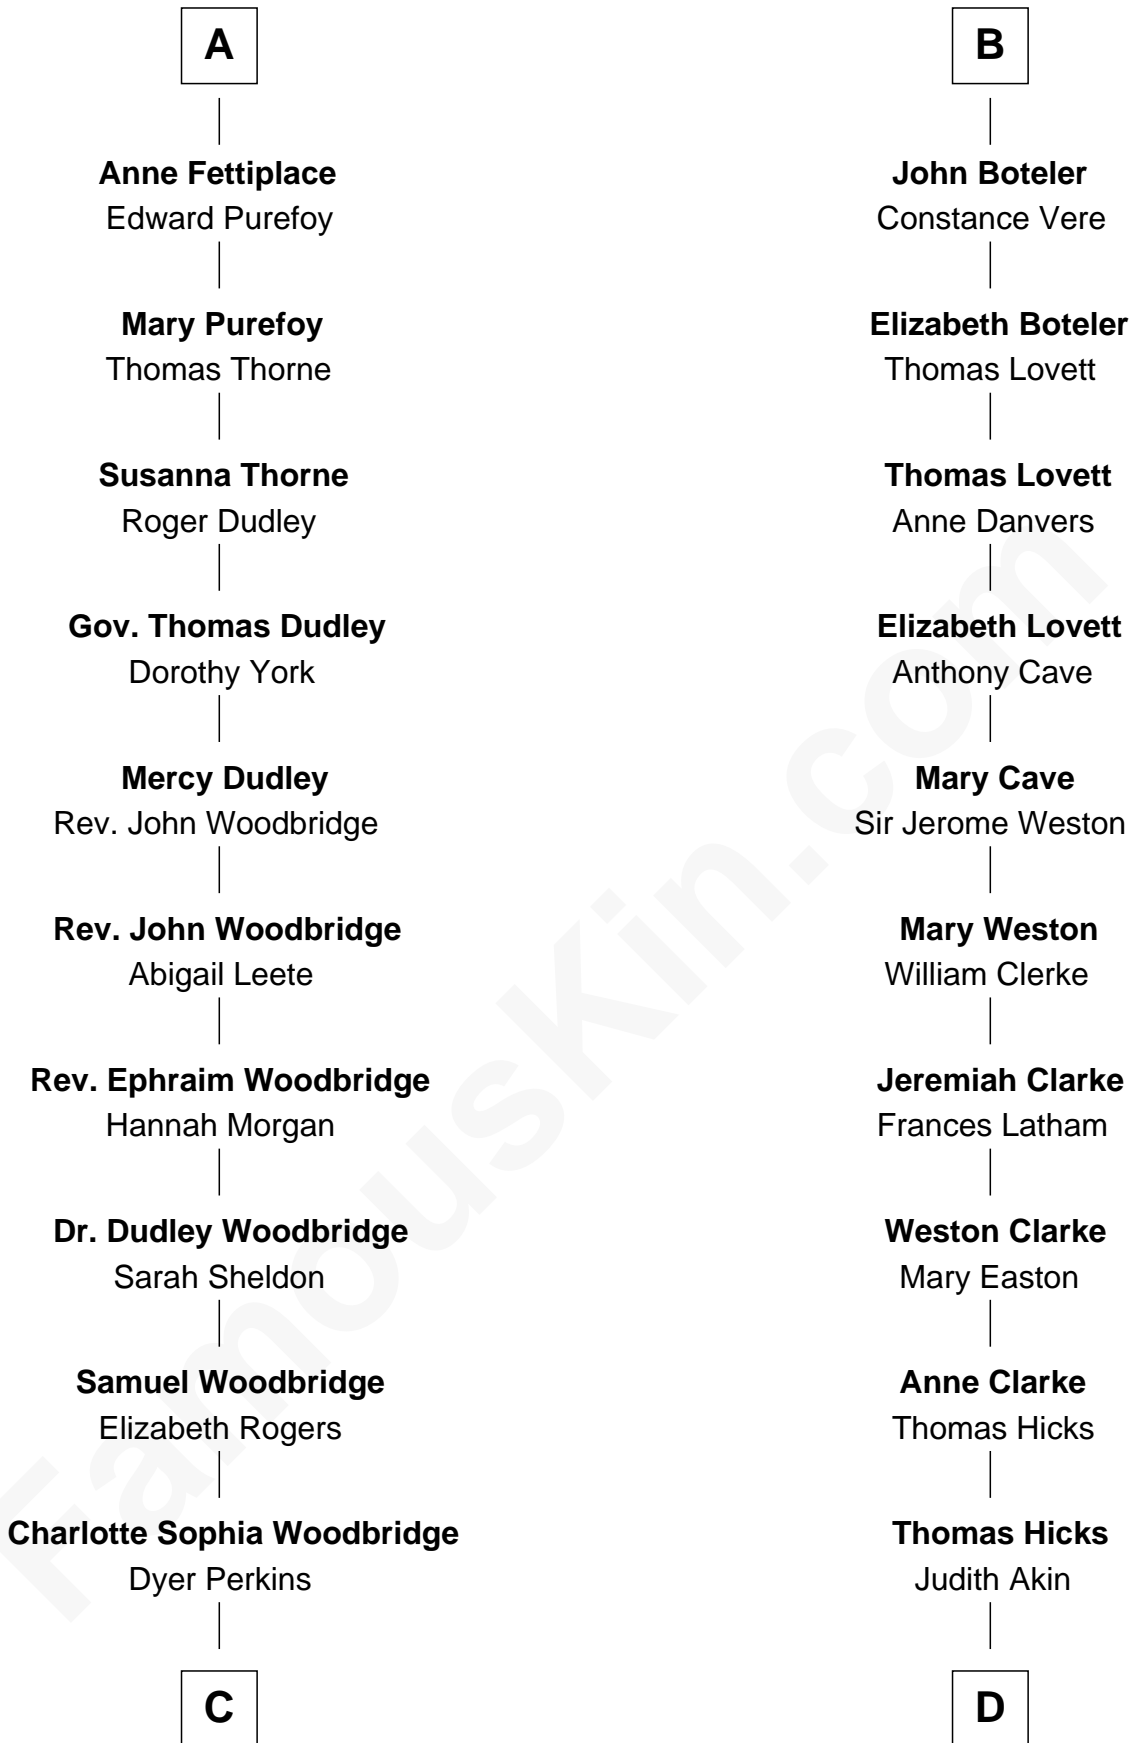 A
Anne Fettiplace
Edward Purefoy
Mary Purefoy
Thomas Thorne
Susanna Thorne
Roger Dudley
Gov. Thomas Dudley
Dorothy York
Mercy Dudley
Rev. John Woodbridge
Rev. John Woodbridge
Abigail Leete
Rev. Ephraim Woodbridge
Hannah Morgan
Dr. Dudley Woodbridge
Sarah Sheldon
Samuel Woodbridge
Elizabeth Rogers
Charlotte Sophia Woodbridge
Dyer Perkins
C
B
John Boteler
Constance Vere
Elizabeth Boteler
Thomas Lovett
Thomas Lovett
Anne Danvers
Elizabeth Lovett
Anthony Cave
Mary Cave
Sir Jerome Weston
Mary Weston
William Clerke
Jeremiah Clarke
Frances Latham
Weston Clarke
Mary Easton
Anne Clarke
Thomas Hicks
Thomas Hicks
Judith Akin
D
FamousKin.com